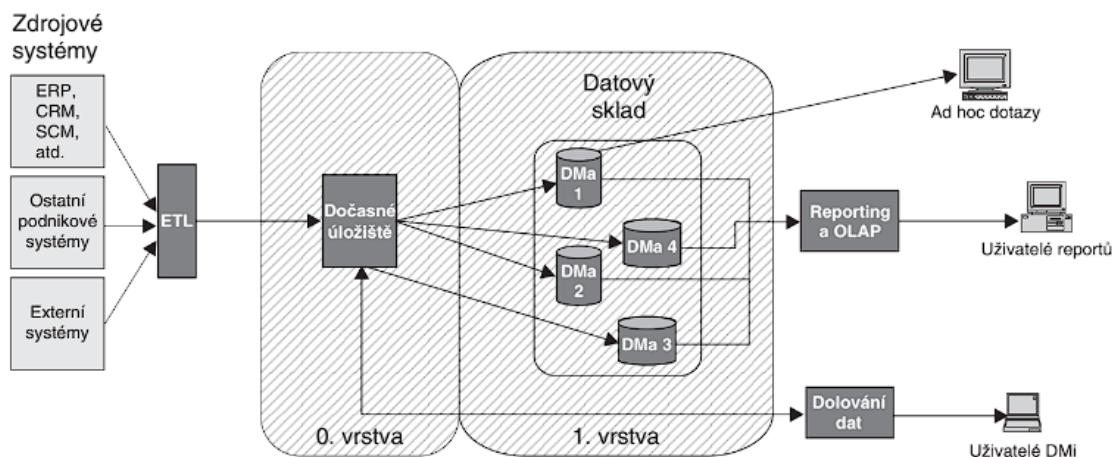 Zdrojové
systémy
ERP,
CRM,
SCM,
atd.
Ostatní
podnikové
systémy
Externí
systémy
ETL
Dočasné
úložiště
0. vrstva
Datový
sklad
DMa
1
DMa 4
DMa
2
DMa 3
1. vrstva
Ad hoc dotazy
Reporting
a OLAP
Uživatelé reportů
Dolování
dat
Uživatelé DMi